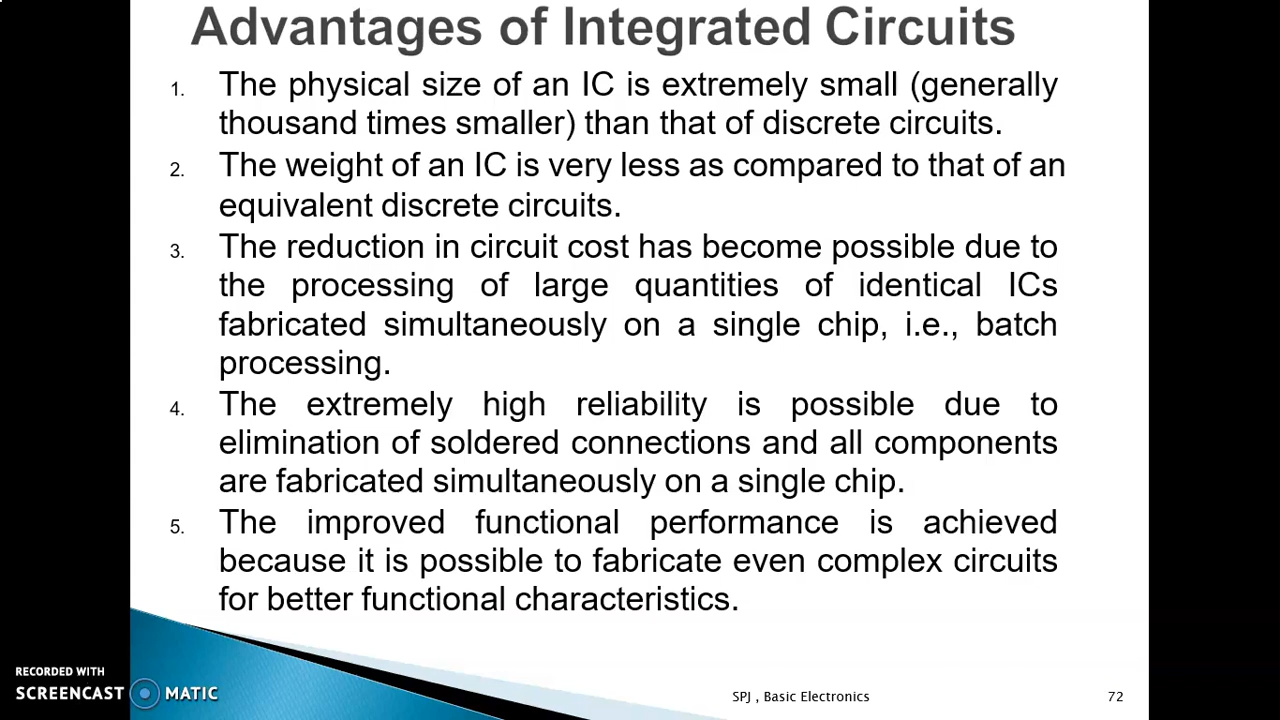 Advantages of Integrated Circuits
1. The physical size of an IC is extremely small (generally
thousand times smaller) than that of discrete circuits.
2. The weight of an IC is very less as compared to that of an
equivalent discrete circuits.
3. The reduction in circuit cost has become possible due to
the processing of large quantities of identical ICs
fabricated simultaneously on a single chip, i.e., batch
processing.
4. The extremely high reliability is possible due to
elimination of soldered connections and all components
are fabricated simultaneously on a single chip.
5. The improved functional performance is achieved
because it is possible to fabricate even complex circuits
for better functional characteristics.
RECORDED WITH
SCREENCAST MATIC
SPJ , Basic Electronics
72